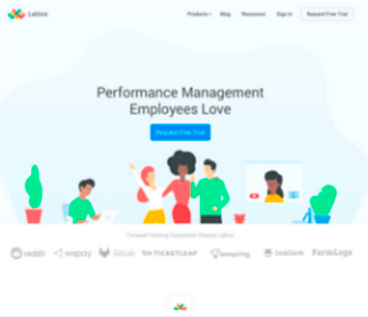 Lattice
Products Blog Resources Sign in Request Free Trial
Performance Management
Employees Love
Request Free Trial
Forward-Thinking Companies Choose Lattice
reddit wepay GitLab TICKETLEAP Teespring SeatGeek FarmLogs